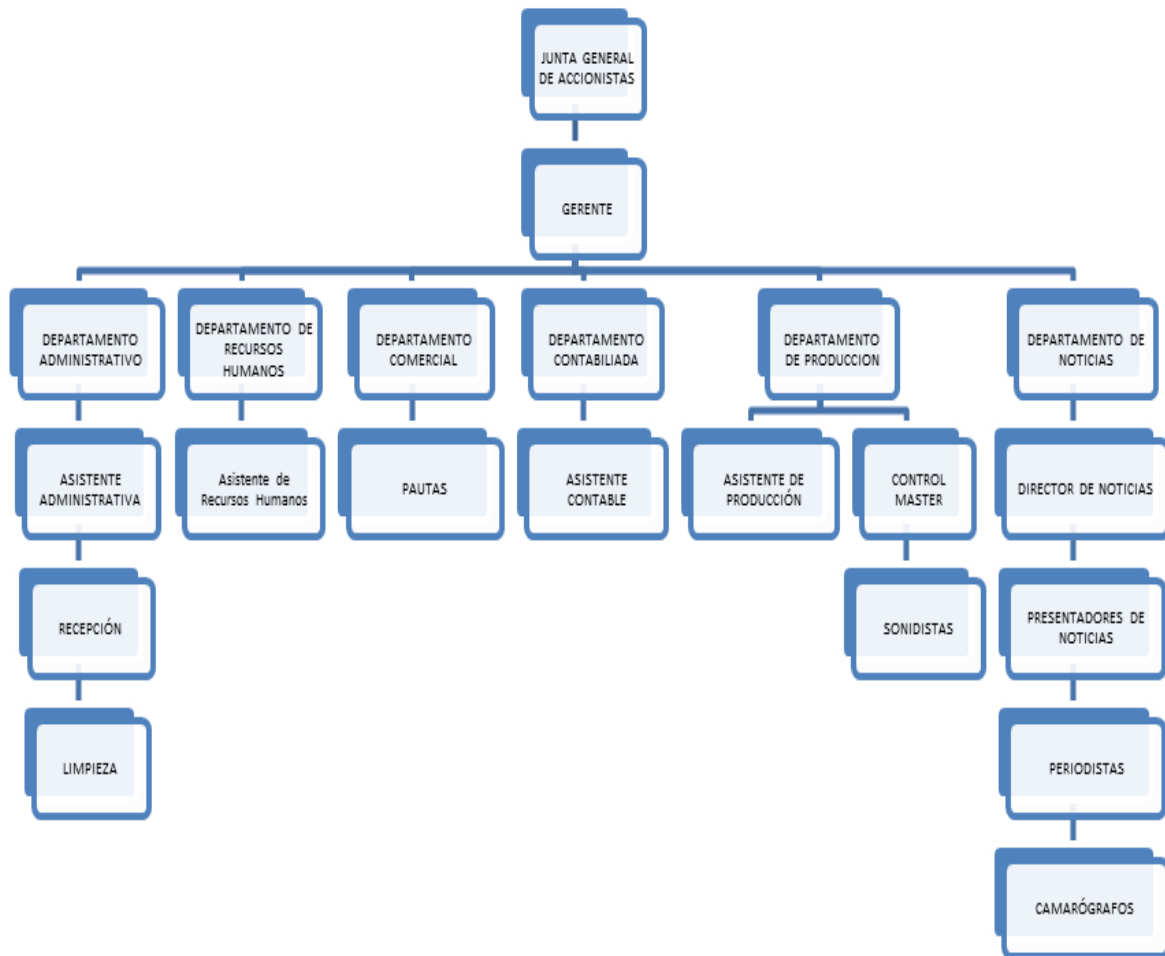 JUNTA GENERAL
DE ACCIONISTAS
GERENTE
DEPARTAMENTO
ADMINISTRATIVO
DEPARTAMENTO DE
RECURSOS
HUMANOS
DEPARTAMENTO
COMERCIAL
DEPARTAMENTO
CONTABILIADA
DEPARTAMENTO
DE PRODUCCION
DEPARTAMENTO DE
NOTICIAS
ASISTENTE
ADMINISTRATIVA
Asistente de
Recursos Humanos
PAUTAS
ASISTENTE
CONTABLE
ASISTENTE DE
PRODUCCIÓN
CONTROL
MASTER
DIRECTOR DE NOTICIAS
RECEPCIÓN
SONIDISTAS
PRESENTADORES DE
NOTICIAS
LIMPIEZA
PERIODISTAS
CAMARÓGRAFOS